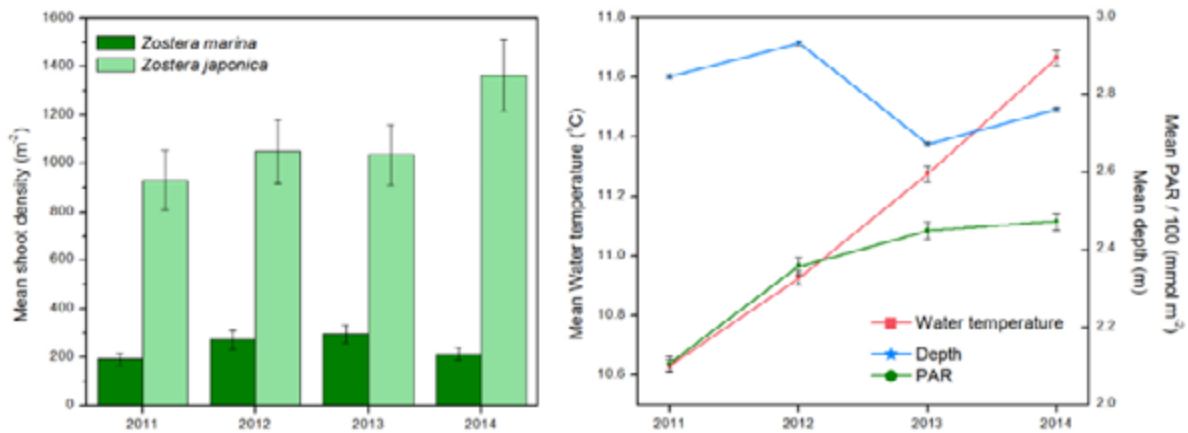 1600
1400
1200
1000
800
600
400
200
0
Mean shoot density (m-2)
Zostera marina
Zostera japonica
2011 2012 2013 2014
11.8
11.6
11.4
11.2
11.0
10.8
10.6
Mean Water temperature (°C)
Water temperature
Depth
PAR
2011 2012 2013 2014
3.0
2.8
2.6
2.4
2.2
2.0
Mean depth (m)
Mean PAR / 100 (mmol m-2)